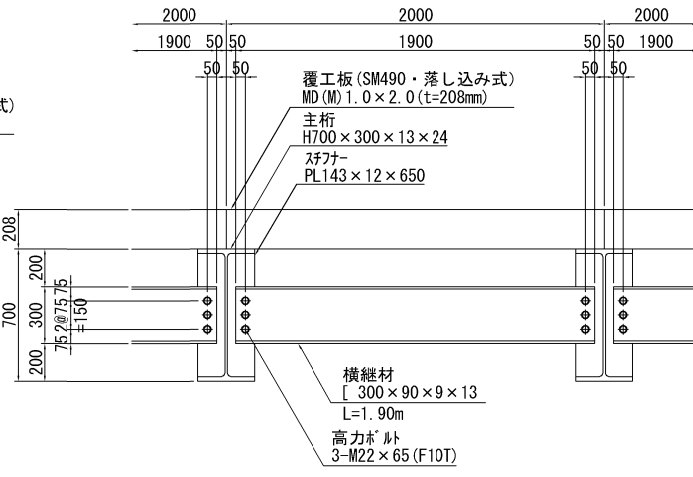 2000
2000
2000
1900
50
50
1900
50
50
1900
50
50
50
50
式)
覆工板(SM490・落し込み式)
MD(M)1.0×2.0(t=208mm)
主桁
H700×300×13×24
ｽﾁﾌﾅｰ
PL143×12×650
208
700
200
300
200
75 2@75 75
=150
横継材
[ 300×90×9×13
L=1.90m
高力ﾎﾞﾙﾄ
3-M22×65(F10T)